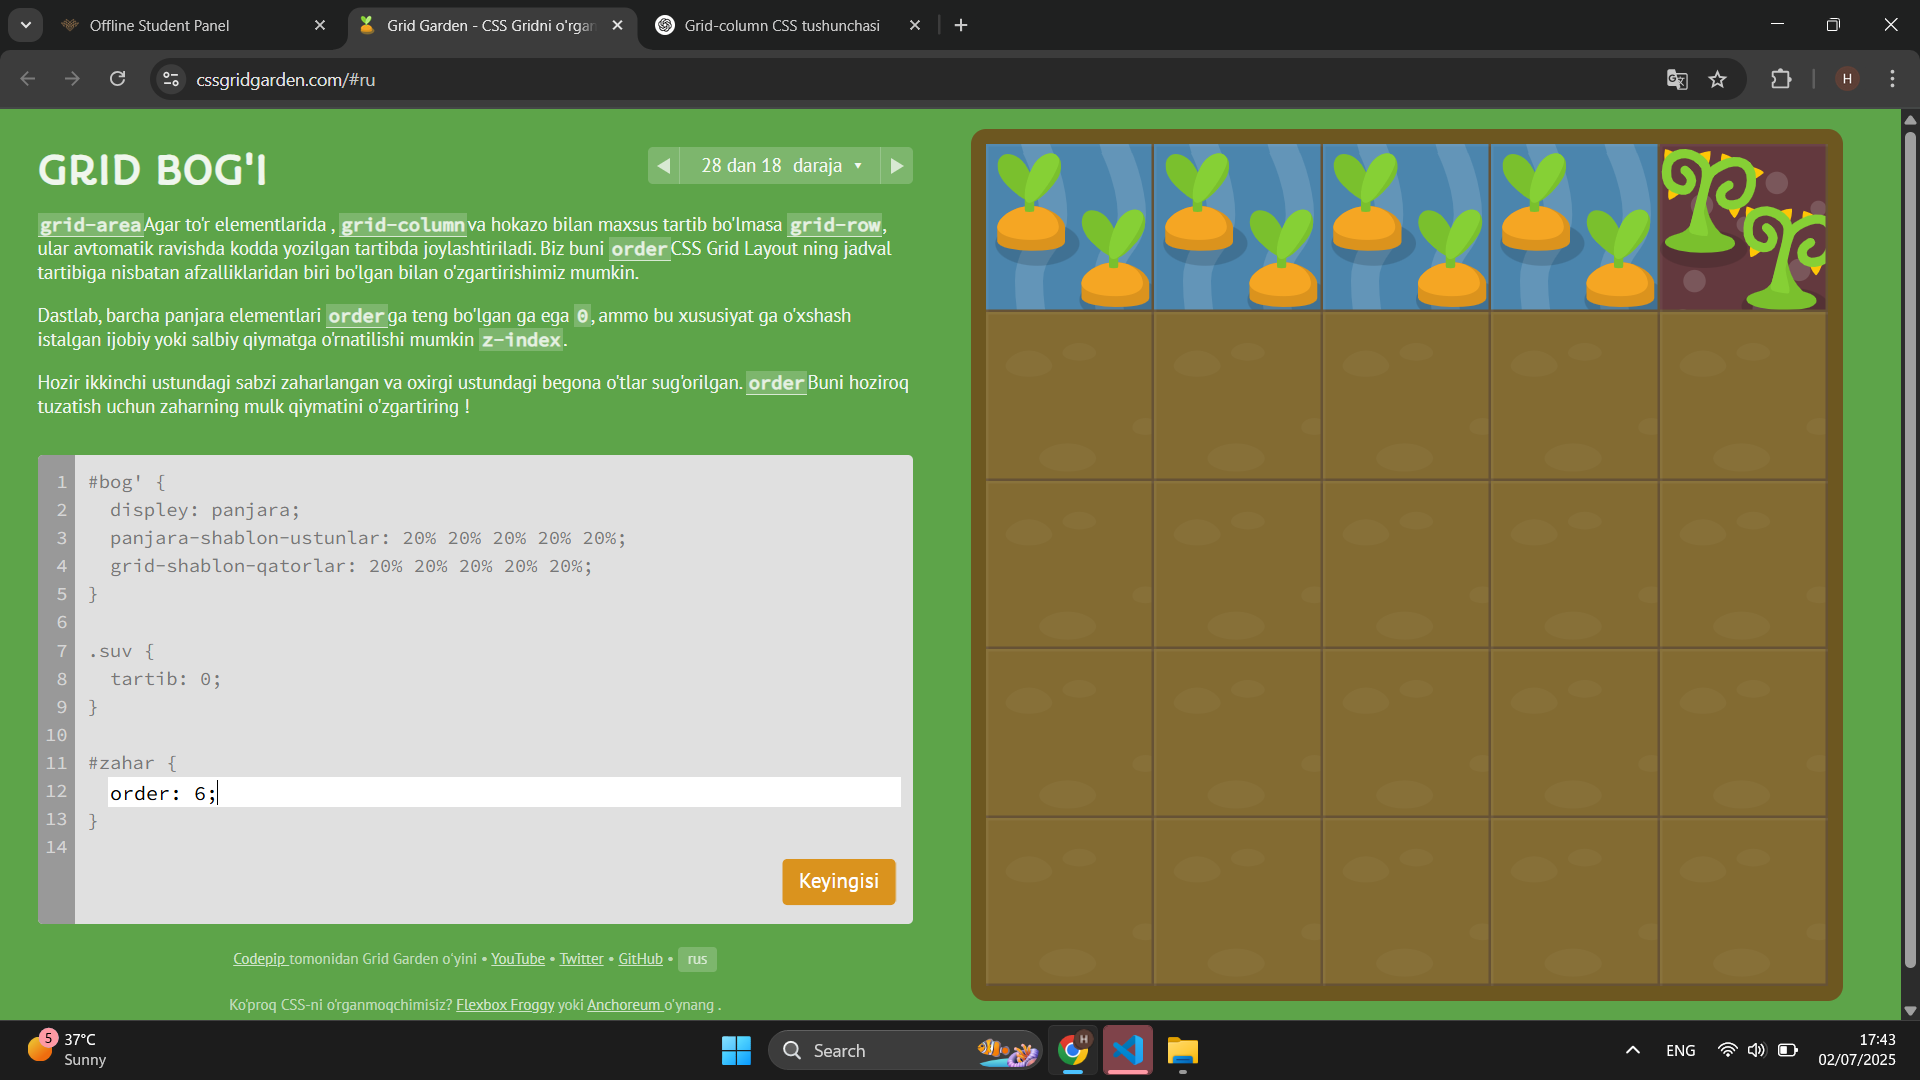 Offline Student Panel
Grid Garden - CSS Gridni o'rgan
Grid-column CSS tushunchasi
cssgridgarden.com/#ru
H
GRID BOG'I
28 dan 18 daraja
grid-area Agar to'r elementlarida , grid-column va hokazo bilan maxsus tartib bo'lmasa grid-row,
ular avtomatik ravishda kodda yozilgan tartibda joylashtiriladi. Biz buni order CSS Grid Layout ning jadval
tartibiga nisbatan afzalliklaridan biri bo'lgan bilan o'zgartirishimiz mumkin.
Dastlab, barcha panjara elementlari order ga teng bo'lgan ga ega 0, ammo bu xususiyat ga o'xshash
istalgan ijobiy yoki salbiy qiymatga o'rnatilishi mumkin z-index.
Hozir ikkinchi ustundagi sabzi zaharlangan va oxirgi ustundagi begona o'tlar sug'orilgan. order Buni hoziroq
tuzatish uchun zaharning mulk qiymatini o'zgartiring !
1 #bog' {
2 displey: panjara;
3 panjara-shablon-ustunlar: 20% 20% 20% 20% 20%;
4 grid-shablon-qatorlar: 20% 20% 20% 20% 20%;
5 }
6
7 .suv {
8 tartib: 0;
9 }
10
11 #zahar {
12 order: 6;
13 }
14
Keyingisi
Codepip tomonidan Grid Garden o'yini • YouTube • Twitter • GitHub • rus
Ko'proq CSS-ni o'rganmoqchimisiz? Flexbox Froggy yoki Anchoreum o'ynang .
5
37°C
Sunny
Search
H
ENG
17:43
02/07/2025